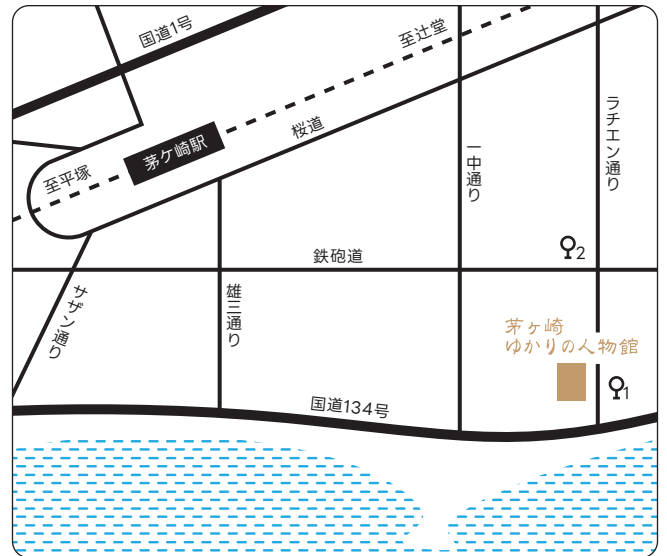 国道1号
至辻堂
ラチエン通り
桜道
茅ケ崎駅
一中通り
至平塚
2
鉄砲道
サザン通り
雄三通り
茅ヶ崎
ゆかりの人物館
1
国道134号